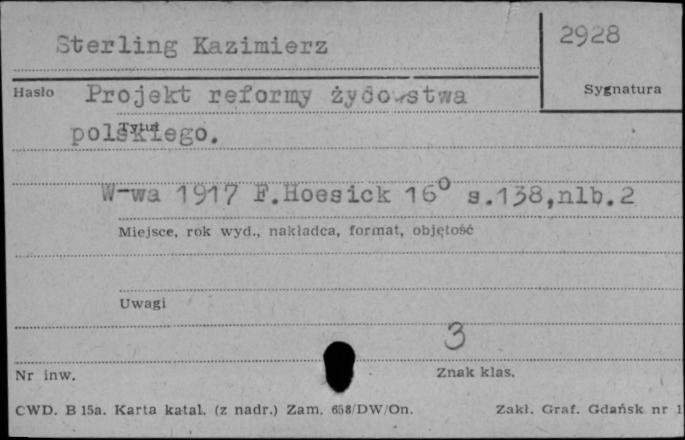 Sterling Kazimierz
2928
Hasło
Projekt reformy żydowstwa
Sygnatura
Tytuł
polskiego.
W-wa 1917 F.Hoesick 16° s.138,nlb.2
Miejsce, rok wyd., nakładca, format, objętość
Uwagi
3
Nr inw.
Znak klas.
CWD. B 15a. Karta katal. (z nadr.) Zam. 658/DW/On.
Zakł. Graf. Gdańsk nr 1